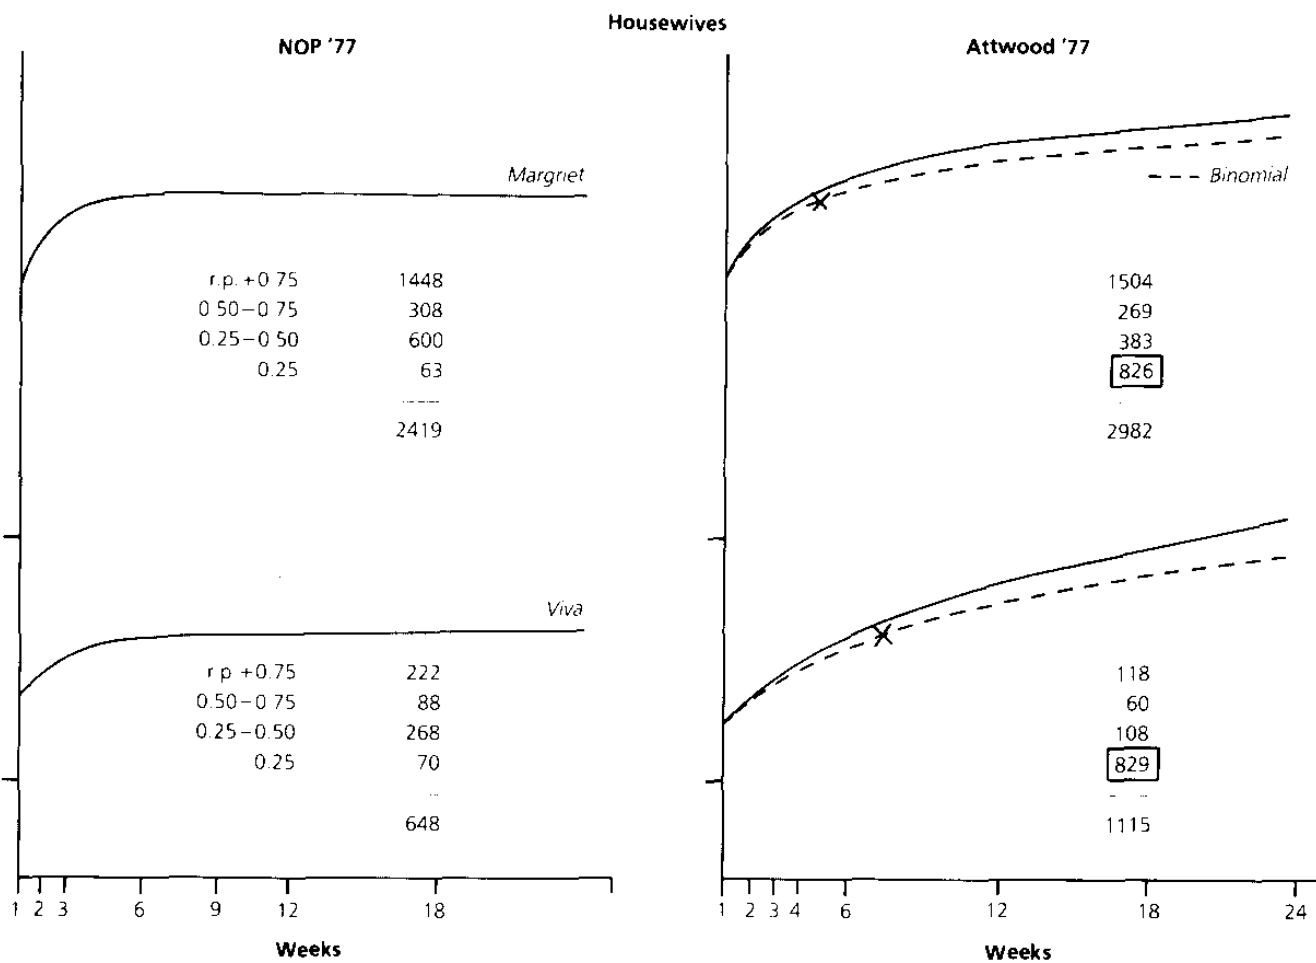 Housewives
NOP '77
Margriet
r.p. +0 75 1448
0 50–0 75 308
0.25–0 50 600
0.25 63
2419
Viva
r p +0.75 222
0.50–0 75 88
0.25–0.50 268
0.25 70
648
1 2 3 6 9 12 18
Weeks
Attwood '77
Binomial
1504
269
383
826
2982
118
60
108
829
1115
1 2 3 4 6 12 18 24
Weeks